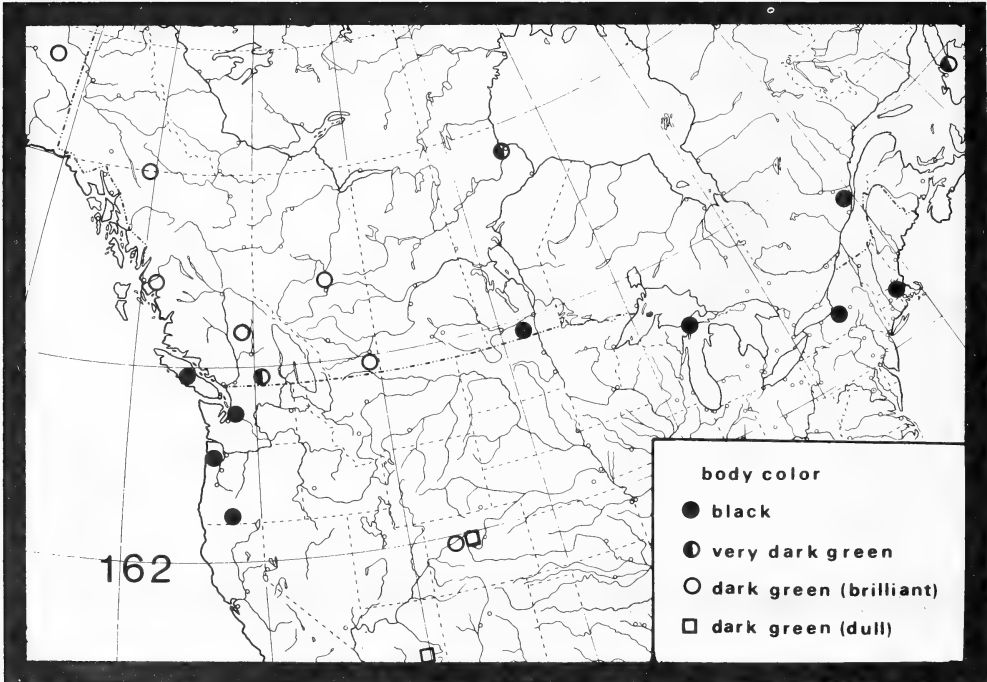 162
body color
black
very dark green
dark green (brilliant)
dark green (dull)